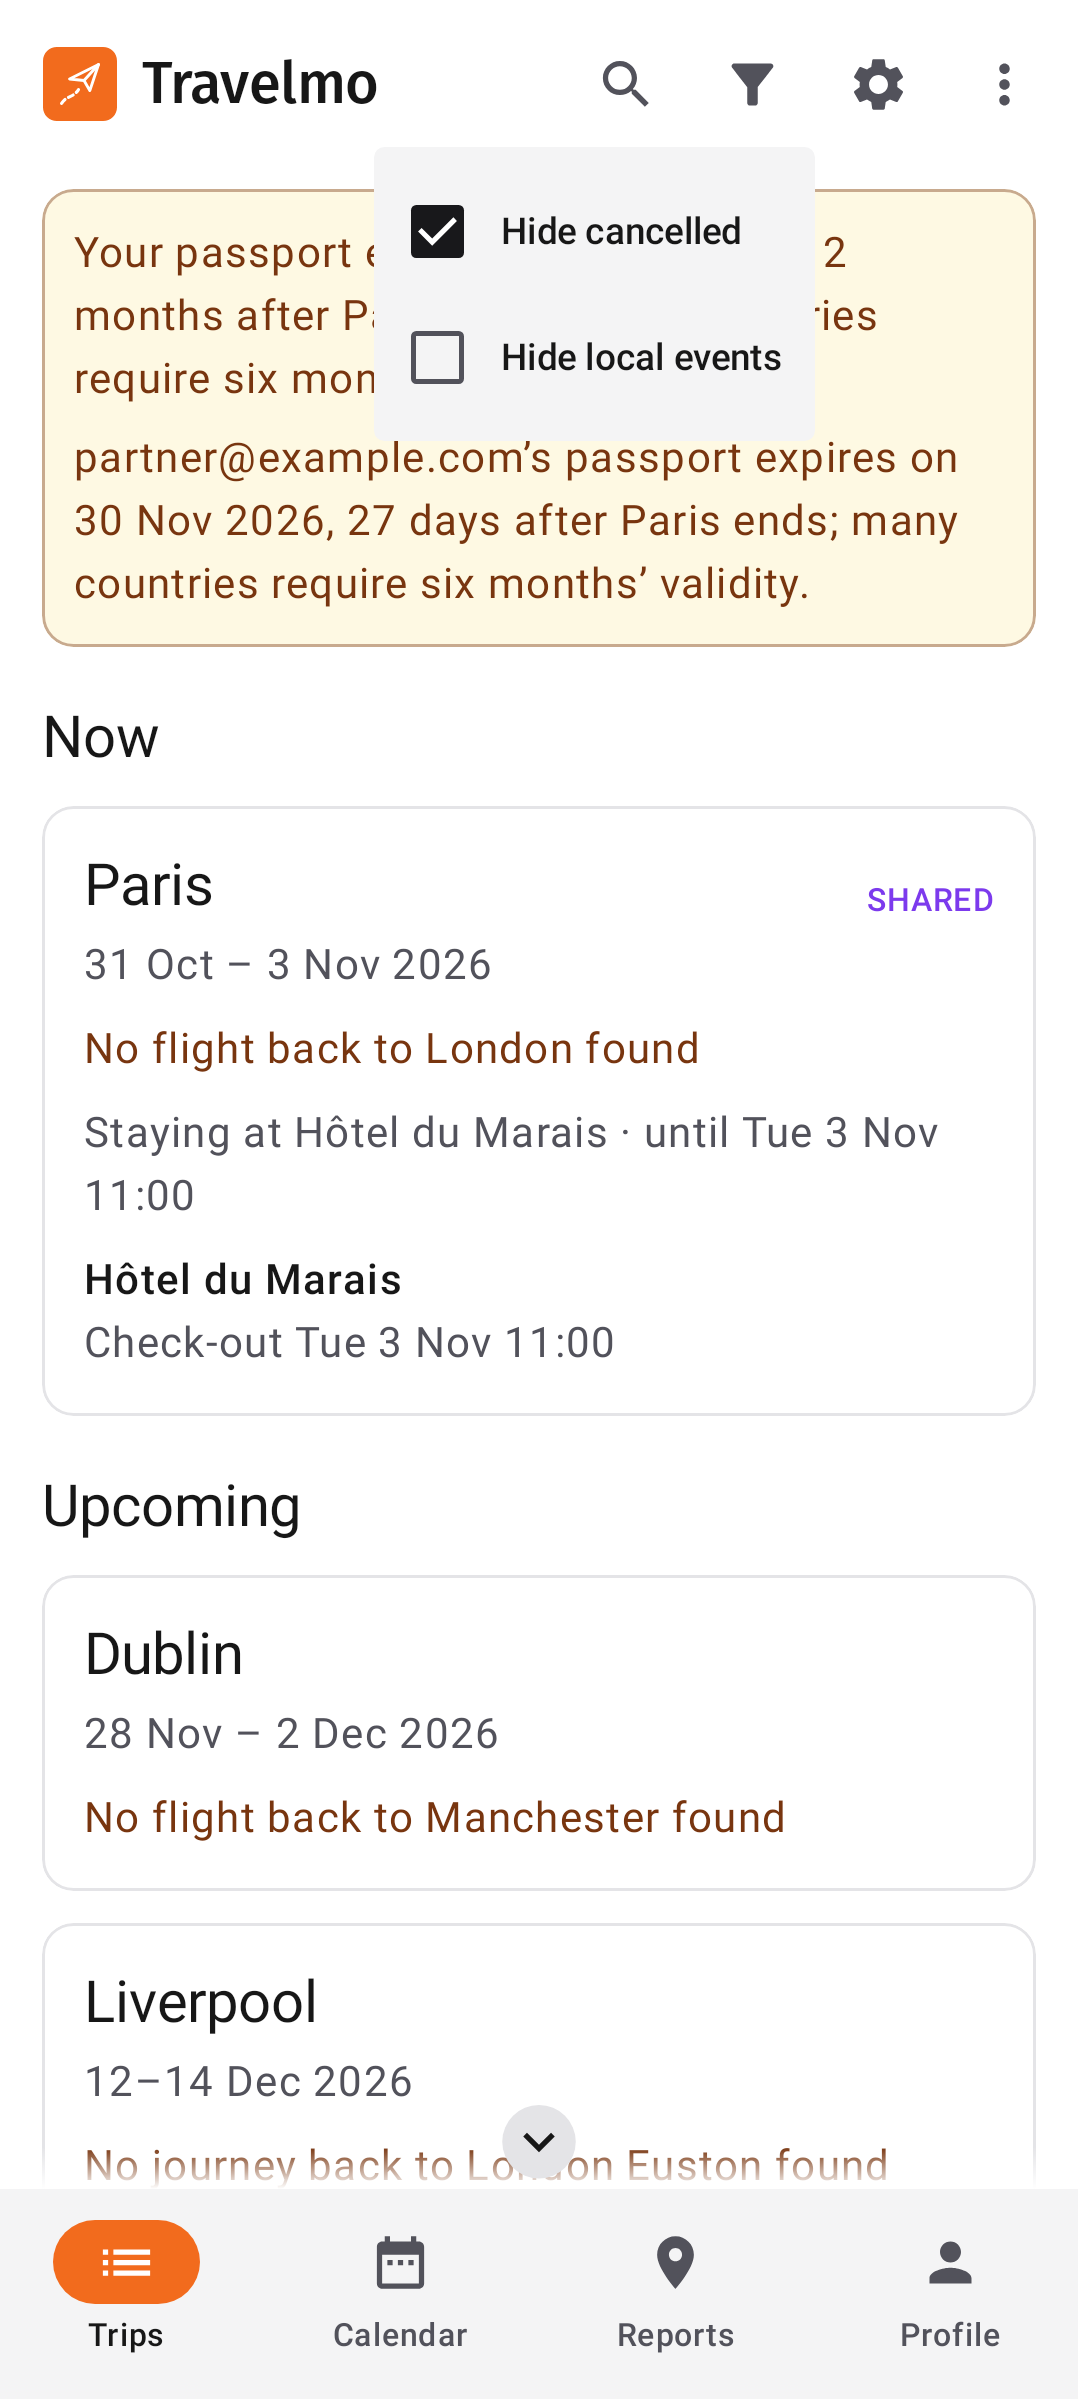 Travelmo
Hide cancelled
Hide local events
Your passport 2
months after
require six
partner@example.com’s passport expires on
30 Nov 2026, 27 days after Paris ends; many
countries require six months’ validity.
Now
Paris
SHARED
31 Oct – 3 Nov 2026
No flight back to London found
Staying at Hôtel du Marais · until Tue 3 Nov
11:00
Hôtel du Marais
Check-out Tue 3 Nov 11:00
Upcoming
Dublin
28 Nov – 2 Dec 2026
No flight back to Manchester found
Liverpool
12–14 Dec 2026
No journey back to London Euston found
Trips
Calendar
Reports
Profile